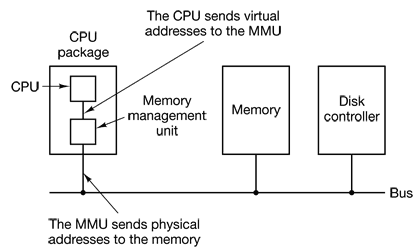 The CPU sends virtual
addresses to the MMU
CPU
package
CPU
Memory
management
unit
Memory
Disk
controller
Bus
The MMU sends physical
addresses to the memory